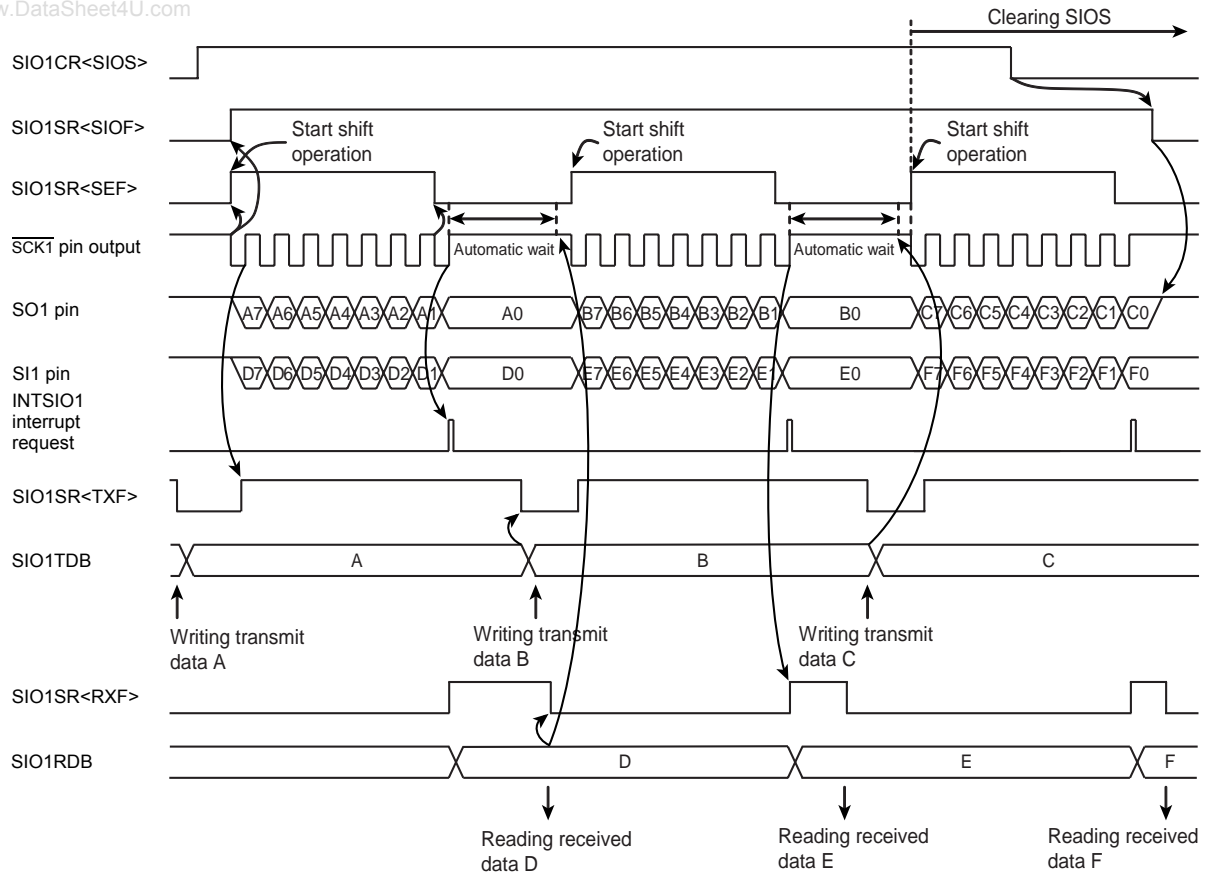 w.DataSheet4U.com
Clearing SIOS
SIO1CR<SIOS>
SIO1SR<SIOF>
Start shift operation
Start shift operation
Start shift operation
SIO1SR<SEF>
SCK1 pin output
Automatic wait
Automatic wait
SO1 pin
A7 A6 A5 A4 A3 A2 A1 A0 B7 B6 B5 B4 B3 B2 B1 B0 C7 C6 C5 C4 C3 C2 C1 C0
SI1 pin
D7 D6 D5 D4 D3 D2 D1 D0 E7 E6 E5 E4 E3 E2 E1 E0 F7 F6 F5 F4 F3 F2 F1 F0
INTSIO1
interrupt
request
SIO1SR<TXF>
SIO1TDB
A B C
Writing transmit
data A
Writing transmit
data B
Writing transmit
data C
SIO1SR<RXF>
SIO1RDB
D E F
Reading received
data D
Reading received
data E
Reading received
data F